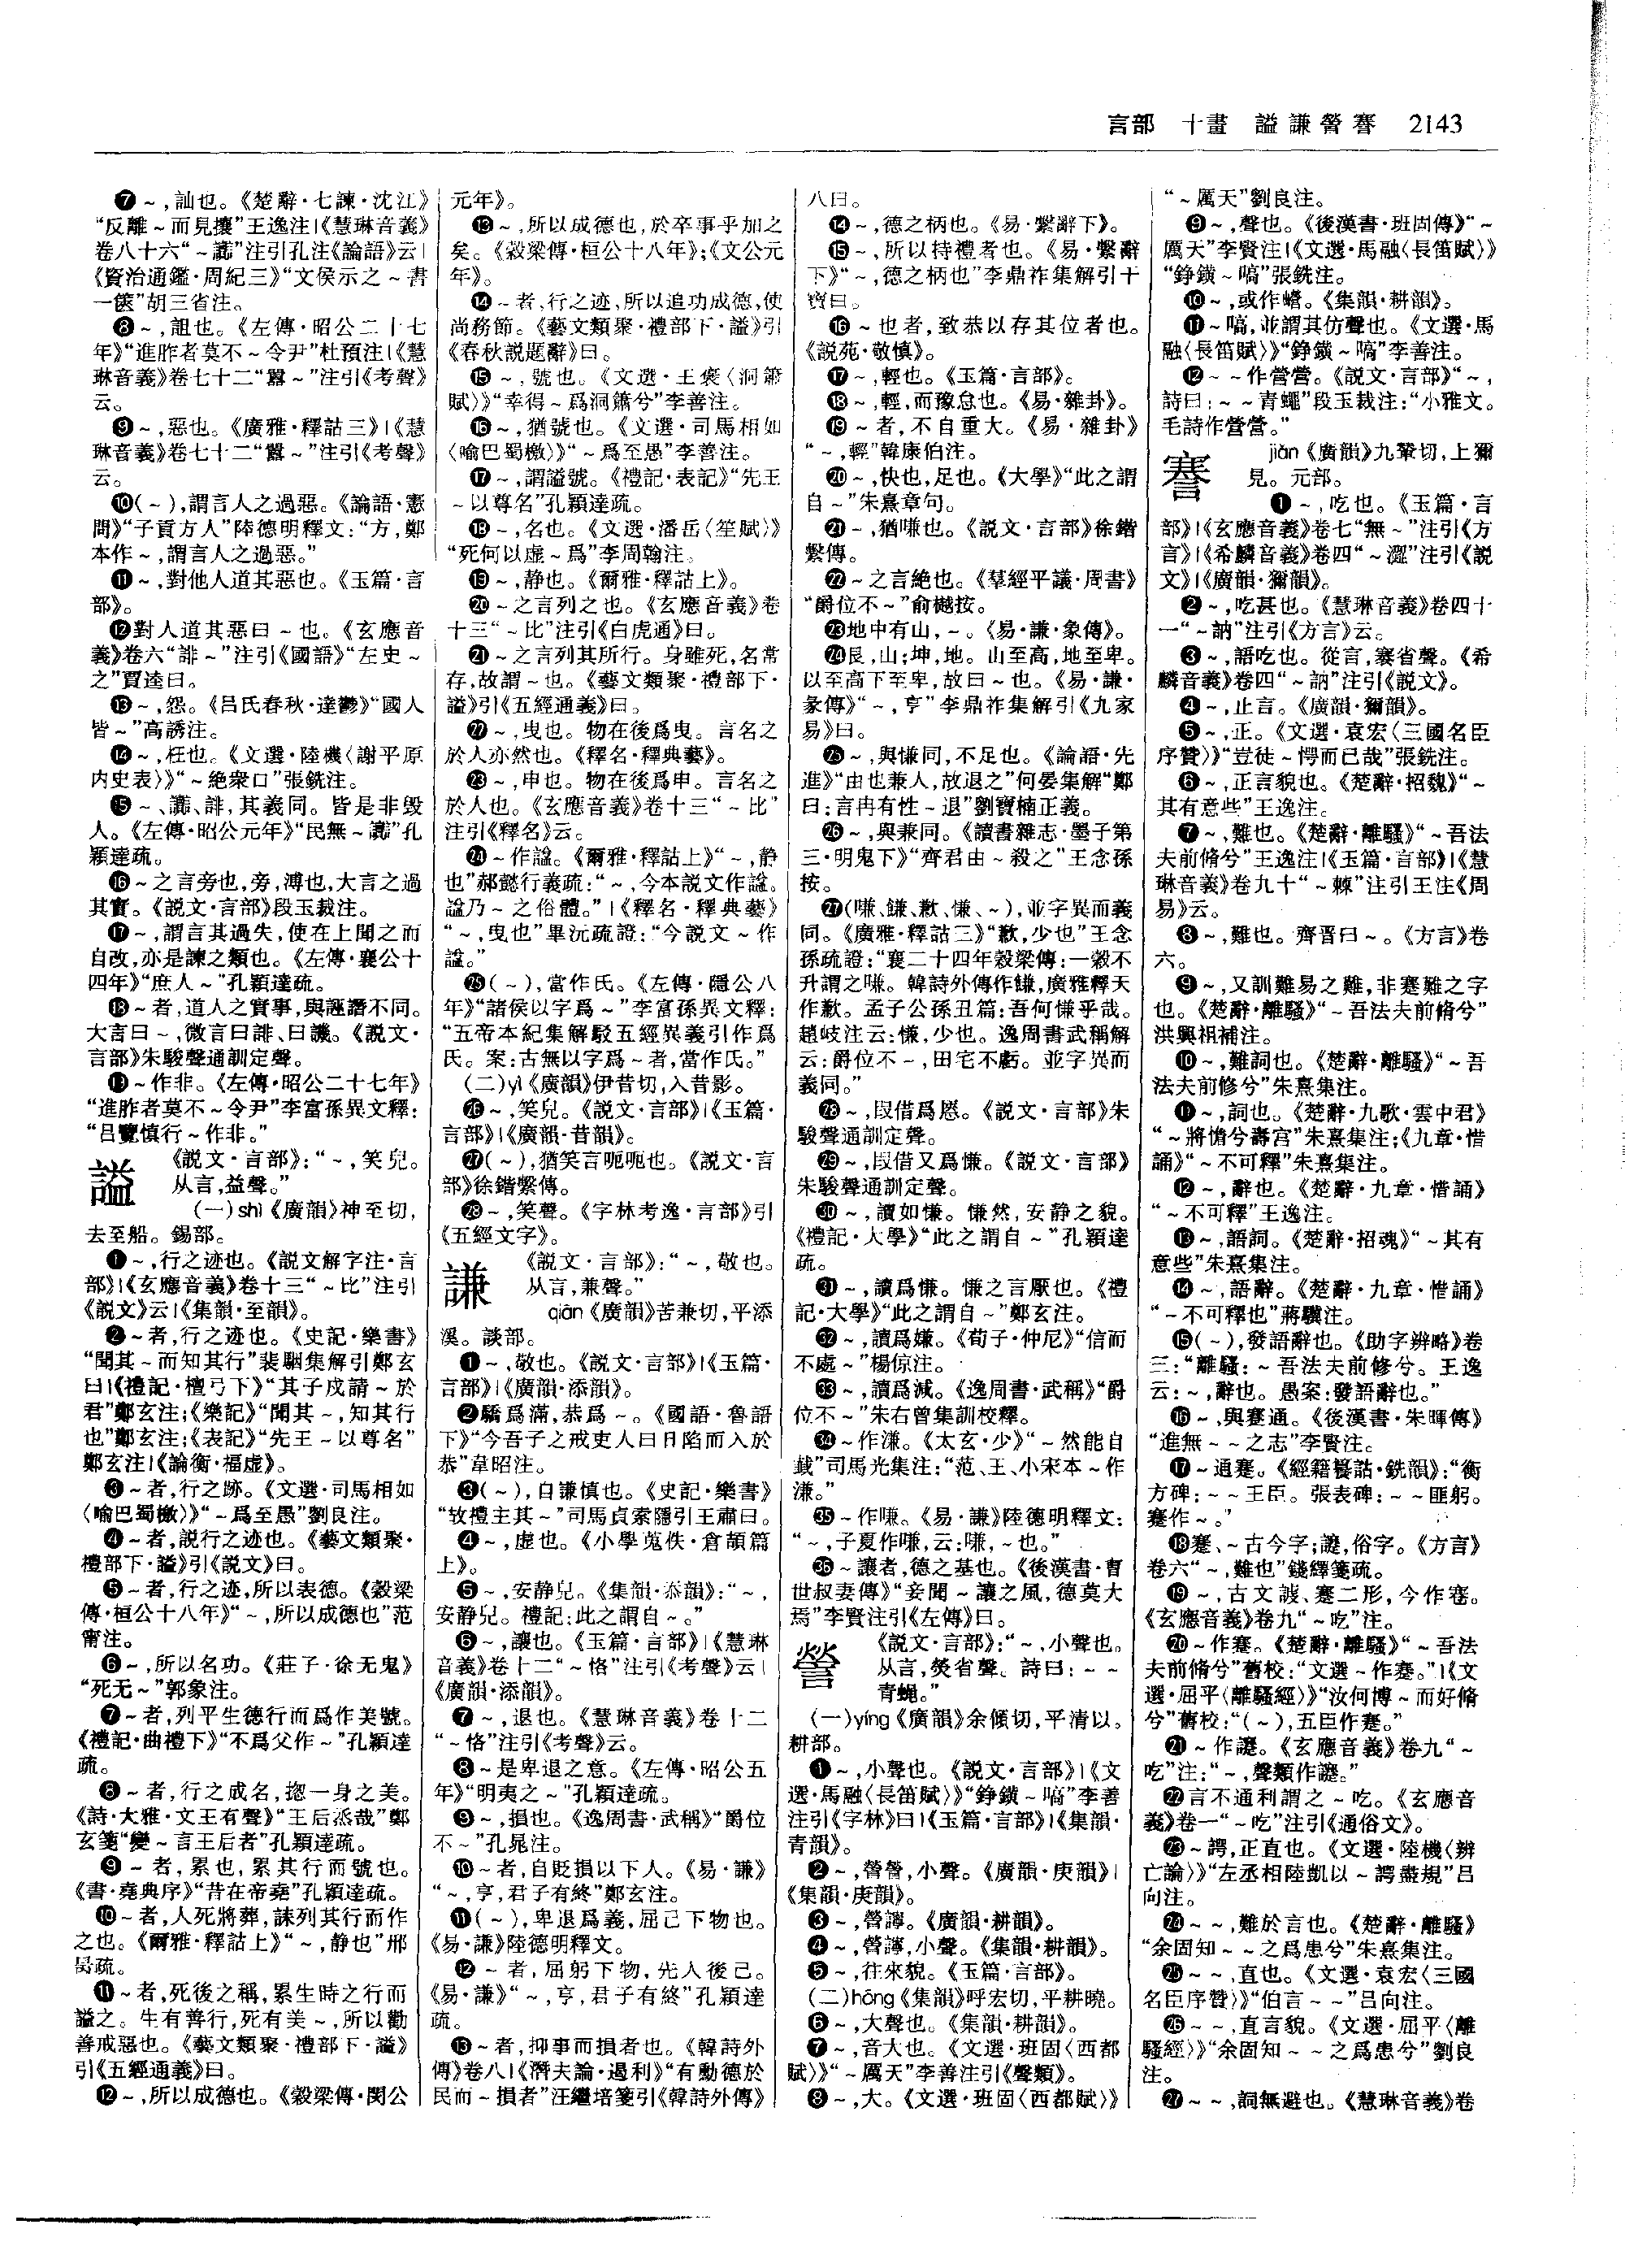 言部　十畫　謚謙謍謇　2143
❼～,訕也。《楚辭·七諫·沈江》
“反離～而見攘”王逸注|《慧琳音義》
卷八十六“～讟”注引孔注《論語》云|
《資治通鑑·周紀三》“文侯示之～書
一篋”胡三省注。
❽～,詛也。《左傳·昭公二十七
年》“進胙者莫不～令尹”杜預注|《慧
琳音義》卷七十二“嚚～”注引《考聲》
云。
❾～,惡也。《廣雅·釋詁三》|《慧
琳音義》卷七十二“嚚～”注引《考聲》
云。
❿(～),謂言人之過惡。《論語·憲
問》“子貢方人”陸德明釋文:“方,鄭
本作～,謂言人之過惡。”
⓫～,對他人道其惡也。《玉篇·言
部》。
⓬對人道其惡曰～也。《玄應音
義》卷六“誹～”注引《國語》“左史～
之”賈逵曰。
⓭～,怨。《吕氏春秋·達鬱》“國人
皆～”高誘注。
⓮～,枉也。《文選·陸機〈謝平原
内史表〉》“～絶衆口”張銑注。
⓯～、讟、誹,其義同。皆是非毁
人。《左傳·昭公元年》“民無～讟”孔
穎達疏。
⓰～之言旁也,旁,溥也,大言之過
其實。《説文·言部》段玉裁注。
⓱～,謂言其過失,使在上聞之而
自改,亦是諫之類也。《左傳·襄公十
四年》“庶人～”孔穎達疏。
⓲～者,道人之實事,與誣譖不同。
大言曰～,微言曰誹、曰譏。《説文·
言部》朱駿聲通訓定聲。
⓳～作非。《左傳·昭公二十七年》
“進胙者莫不～令尹”李富孫異文釋:
“吕覽慎行～作非。”
謚
《説文·言部》:“～,笑皃。
从言,益聲。”
(一)shì《廣韻》神至切,
去至船。錫部。
❶～,行之迹也。《説文解字注·言
部》|《玄應音義》卷十三“～比”注引
《説文》云|《集韻·至韻》。
❷～者,行之迹也。《史記·樂書》
“聞其～而知其行”裴駰集解引鄭玄
曰|《禮記·檀弓下》“其子戍請～於
君”鄭玄注;《樂記》“聞其～,知其行
也”鄭玄注;《表記》“先王～以尊名”
鄭玄注|《論衡·福虚》。
❸～者,行之跡。《文選·司馬相如
〈喻巴蜀檄〉》“～爲至愚”劉良注。
❹～者,説行之迹也。《藝文類聚·
禮部下·謚》引《説文》曰。
❺～者,行之迹,所以表德。《穀梁
傳·桓公十八年》“～,所以成德也”范
甯注。
❻～,所以名功。《莊子·徐无鬼》
“死无～”郭象注。
❼～者,列平生德行而爲作美號。
《禮記·曲禮下》“不爲父作～”孔穎達
疏。
❽～者,行之成名,揔一身之美。
《詩·大雅·文王有聲》“王后烝哉”鄭
玄箋“變～言王后者”孔穎達疏。
❾～者,累也,累其行而號也。
《書·堯典序》“昔在帝堯”孔穎達疏。
❿～者,人死將葬,誄列其行而作
之也。《爾雅·釋詁上》“～,静也”邢
昺疏。
⓫～者,死後之稱,累生時之行而
謚之。生有善行,死有美～,所以勸
善戒惡也。《藝文類聚·禮部下·謚》
引《五經通義》曰。
⓬～,所以成德也。《穀梁傳·閔公
元年》。
⓭～,所以成德也,於卒事乎加之
矣。《穀梁傳·桓公十八年》;《文公元
年》。
⓮～者,行之迹,所以追功成德,使
尚務節。《藝文類聚·禮部下·謚》引
《春秋説題辭》曰。
⓯～,號也。《文選·王褒〈洞簫
賦〉》“幸得～爲洞簫兮”李善注。
⓰～,猶號也。《文選·司馬相如
〈喻巴蜀檄〉》“～爲至愚”李善注。
⓱～,謂謚號。《禮記·表記》“先王
～以尊名”孔穎達疏。
⓲～,名也。《文選·潘岳〈笙賦〉》
“死何以虚～爲”李周翰注。
⓳～,静也。《爾雅·釋詁上》。
⓴～之言列之也。《玄應音義》卷
十三“～比”注引《白虎通》曰。
㉑～之言列其所行。身雖死,名常
存,故謂～也。《藝文類聚·禮部下·
謚》引《五經通義》曰。
㉒～,曳也。物在後爲曳。言名之
於人亦然也。《釋名·釋典藝》。
㉓～,申也。物在後爲申。言名之
於人也。《玄應音義》卷十三“～比”
注引《釋名》云。
㉔～作諡。《爾雅·釋詁上》“～,静
也”郝懿行義疏:“～,今本説文作諡。
諡乃～之俗體。”|《釋名·釋典藝》
“～,曳也”畢沅疏證:“今説文～作
諡。”
㉕(～),當作氏。《左傳·隱公八
年》“諸侯以字爲～”李富孫異文釋:
“五帝本紀集解駁五經異義引作爲
氏。案:古無以字爲～者,當作氏。”
(二)yì《廣韻》伊昔切,入昔影。
㉖～,笑皃。《説文·言部》|《玉篇·
言部》|《廣韻·昔韻》。
㉗(～),猶笑言呃呃也。《説文·言
部》徐鍇繫傳。
㉘～,笑聲。《字林考逸·言部》引
《五經文字》。
謙
《説文·言部》:“～,敬也。
从言,兼聲。”
qiān《廣韻》苦兼切,平添
溪。談部。
❶～,敬也。《説文·言部》|《玉篇·
言部》|《廣韻·添韻》。
❷驕爲滿,恭爲～。《國語·魯語
下》“今吾子之戒吏人曰日陷而入於
恭”韋昭注。
❸(～),自謙慎也。《史記·樂書》
“故禮主其～”司馬貞索隱引王肅曰。
❹～,虚也。《小學蒐佚·倉頡篇
上》。
❺～,安静皃。《集韻·添韻》:“～,
安静皃。禮記:此之謂自～。”
❻～,讓也。《玉篇·言部》|《慧琳
音義》卷十二“～恪”注引《考聲》云|
《廣韻·添韻》。
❼～,退也。《慧琳音義》卷十二
“～恪”注引《考聲》云。
❽～是卑退之意。《左傳·昭公五
年》“明夷之～”孔穎達疏。
❾～,損也。《逸周書·武稱》“爵位
不～”孔晁注。
❿～者,自貶損以下人。《易·謙》
“～,亨,君子有終”鄭玄注。
⓫(～),卑退爲義,屈己下物也。
《易·謙》陸德明釋文。
⓬～者,屈躬下物,先人後己。
《易·謙》“～,亨,君子有終”孔穎達
疏。
⓭～者,抑事而損者也。《韓詩外
傳》卷八|《潛夫論·遏利》“有勳德於
民而～損者”汪繼培箋引《韓詩外傳》
八曰。
⓮～,德之柄也。《易·繫辭下》。
⓯～,所以持禮者也。《易·繫辭
下》“～,德之柄也”李鼎祚集解引干
寶曰。
⓰～也者,致恭以存其位者也。
《説苑·敬慎》。
⓱～,輕也。《玉篇·言部》。
⓲～,輕,而豫怠也。《易·雜卦》。
⓳～者,不自重大。《易·雜卦》
“～,輕”韓康伯注。
⓴～,快也,足也。《大學》“此之謂
自～”朱熹章句。
㉑～,猶嗛也。《説文·言部》徐鍇
繫傳。
㉒～之言絶也。《羣經平議·周書》
“爵位不～”俞樾按。
㉓地中有山,～。《易·謙·象傳》。
㉔艮,山;坤,地。山至高,地至卑。
以至高下至卑,故曰～也。《易·謙·
彖傳》“～,亨”李鼎祚集解引《九家
易》曰。
㉕～,與慊同,不足也。《論語·先
進》“由也兼人,故退之”何晏集解“鄭
曰:言冉有性～退”劉寶楠正義。
㉖～,與兼同。《讀書雜志·墨子第
三·明鬼下》“齊君由～殺之”王念孫
按。
㉗(嗛、䭑、歉、慊、～),並字異而義
同。《廣雅·釋詁三》“歉,少也”王念
孫疏證:“襄二十四年穀梁傳:一穀不
升謂之嗛。韓詩外傳作䭑,廣雅釋天
作歉。孟子公孫丑篇:吾何慊乎哉。
趙岐注云:慊,少也。逸周書武稱解
云:爵位不～,田宅不虧。並字異而
義同。”
㉘～,叚借爲慼。《説文·言部》朱
駿聲通訓定聲。
㉙～,叚借又爲慊。《説文·言部》
朱駿聲通訓定聲。
㉚～,讀如慊。慊然,安静之貌。
《禮記·大學》“此之謂自～”孔穎達
疏。
㉛～,讀爲慊。慊之言厭也。《禮
記·大學》“此之謂自～”鄭玄注。
㉜～,讀爲嫌。《荀子·仲尼》“信而
不處～”楊倞注。
㉝～,讀爲減。《逸周書·武稱》“爵
位不～”朱右曾集訓校釋。
㉞～作溓。《太玄·少》“～然能自
㦰”司馬光集注:“范、王、小宋本～作
溓。”
㉟～作嗛。《易·謙》陸德明釋文:
“～,子夏作嗛,云:嗛,～也。”
㊱～讓者,德之基也。《後漢書·曹
世叔妻傳》“妾聞～讓之風,德莫大
焉”李賢注引《左傳》曰。
謍
《説文·言部》:“～,小聲也。
从言,熒省聲。詩曰:～～
青蝿。”
(一)yíng《廣韻》余傾切,平清以。
耕部。
❶～,小聲也。《説文·言部》|《文
選·馬融〈長笛賦〉》“錚鐄～嗃”李善
注引《字林》曰|《玉篇·言部》|《集韻·
青韻》。
❷～,謍謍,小聲。《廣韻·庚韻》|
《集韻·庚韻》。
❸～,謍謍。《廣韻·耕韻》。
❹～,謍謍,小聲。《集韻·耕韻》。
❺～,往來貌。《玉篇·言部》。
(二)hōng《集韻》呼宏切,平耕曉。
❻～,大聲也。《集韻·耕韻》。
❼～,音大也。《文選·班固〈西都
賦〉》“～厲天”李善注引《聲類》。
❽～,大。《文選·班固〈西都賦〉》
“～厲天”劉良注。
❾～,聲也。《後漢書·班固傳》“～
厲天”李賢注|《文選·馬融〈長笛賦〉》
“錚鐄～嗃”張銑注。
❿～,或作嶜。《集韻·耕韻》。
⓫～嗃,並謂其仿聲也。《文選·馬
融〈長笛賦〉》“錚鐄～嗃”李善注。
⓬～～作營營。《説文·言部》“～,
詩曰:～～青蠅”段玉裁注:“小雅文。
毛詩作營營。”
謇
jiǎn《廣韻》九輦切,上獮
見。元部。
❶～,吃也。《玉篇·言
部》|《玄應音義》卷七“無～”注引《方
言》|《希麟音義》卷四“～澀”注引《説
文》|《廣韻·獮韻》。
❷～,吃甚也。《慧琳音義》卷四十
一“～訥”注引《方言》云。
❸～,語吃也。從言,寒省聲。《希
麟音義》卷四“～訥”注引《説文》。
❹～,止言。《廣韻·獮韻》。
❺～,正。《文選·袁宏〈三國名臣
序贊〉》“豈徒～愕而已哉”張銑注。
❻～,正言貌也。《楚辭·招魏》“～
其有意些”王逸注。
❼～,難也。《楚辭·離騷》“～吾法
夫前脩兮”王逸注|《玉篇·言部》|《慧
琳音義》卷九十“～棘”注引王注《周
易》云。
❽～,難也。齊晋曰～。《方言》卷
六。
❾～,又訓難易之難,非蹇難之字
也。《楚辭·離騷》“～吾法夫前脩兮”
洪興祖補注。
❿～,難詞也。《楚辭·離騷》“～吾
法夫前修兮”朱熹集注。
⓫～,詞也。《楚辭·九歌·雲中君》
“～將憺兮壽宫”朱熹集注;《九章·惜
誦》“～不可釋”朱熹集注。
⓬～,辭也。《楚辭·九章·惜誦》
“～不可釋”王逸注。
⓭～,語詞。《楚辭·招魂》“～其有
意些”朱熹集注。
⓮～,語辭。《楚辭·九章·惜誦》
“～不可釋也”蔣驥注。
⓯(～),發語辭也。《助字辨略》卷
三:“離騷:～吾法夫前修兮。王逸
云:～,辭也。愚案:發語辭也。”
⓰～,與蹇通。《後漢書·朱暉傳》
“進無～～之志”李賢注。
⓱～通蹇。《經籍籑詁·銑韻》:“衡
方碑:～～王臣。張表碑:～～匪躬。
蹇作～。”
⓲蹇、～古今字;謰,俗字。《方言》
卷六“～,難也”錢繹箋疏。
⓳～,古文㨷、蹇二形,今作蹇。
《玄應音義》卷九“～吃”注。
⓴～作蹇。《楚辭·離騷》“～吾法
夫前脩兮”舊校:“文選～作蹇。”|《文
選·屈平〈離騷經〉》“汝何博～而好脩
兮”舊校:“(～),五臣作蹇。”
㉑～作謰。《玄應音義》卷九“～
吃”注:“～,聲類作謰。”
㉒言不通利謂之～吃。《玄應音
義》卷一“～吃”注引《通俗文》。
㉓～諤,正直也。《文選·陸機〈辨
亡論〉》“左丞相陸凱以～諤盡規”吕
向注。
㉔～～,難於言也。《楚辭·離騷》
“余固知～～之爲患兮”朱熹集注。
㉕～～,直也。《文選·袁宏〈三國
名臣序贊〉》“伯言～～”吕向注。
㉖～～,直言貌。《文選·屈平〈離
騷經〉》“余固知～～之爲患兮”劉良
注。
㉗～～,詞無避也。《慧琳音義》卷